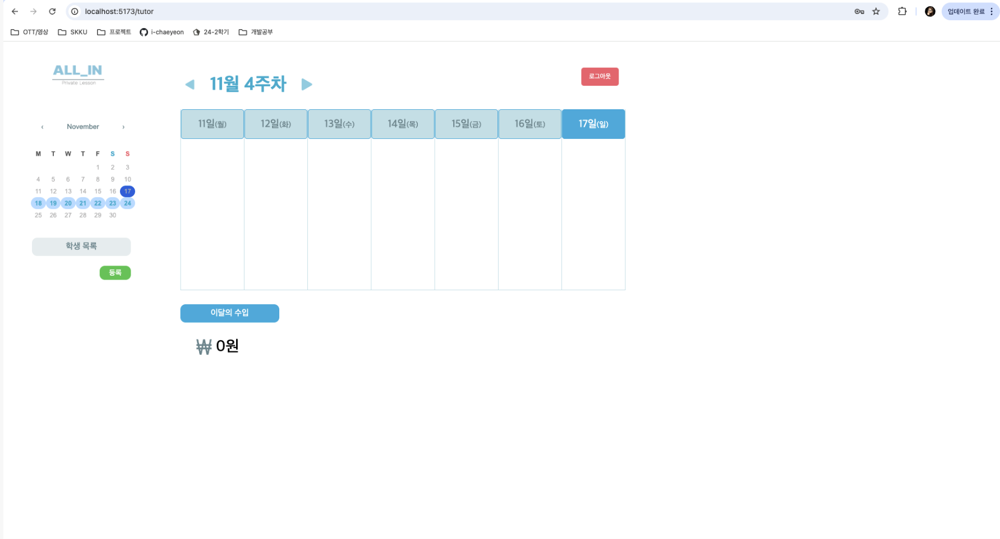 localhost:5173/tutor
업데이트 완료
OTT/영상 SKKU 프로젝트 i-chaeyeon 24-2학기 개발공부
ALL_IN
Private Lesson
11월 4주차
로그아웃
‹ November ›
M T W T F S S
1 2 3
4 5 6 7 8 9 10
11 12 13 14 15 16 17
18 19 20 21 22 23 24
25 26 27 28 29 30
학생 목록
등록
11일(월) 12일(화) 13일(수) 14일(목) 15일(금) 16일(토) 17일(일)
이달의 수입
₩ 0원